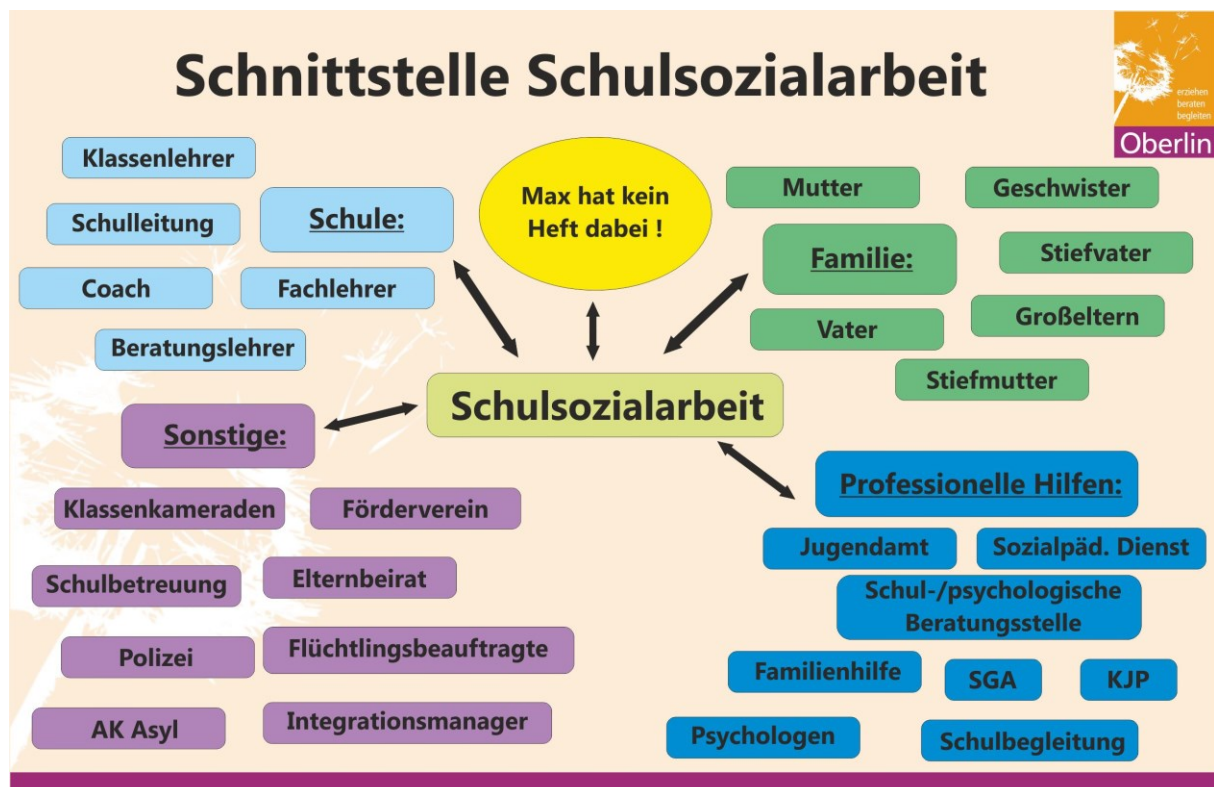 Schnittstelle Schulsozialarbeit
erziehen
beraten
begleiten
Oberlin
Klassenlehrer
Schulleitung
Schule:
Coach
Fachlehrer
Beratungslehrer
Max hat kein
Heft dabei !
Mutter
Geschwister
Familie:
Stiefvater
Vater
Großeltern
Stiefmutter
Schulsozialarbeit
Sonstige:
Klassenkameraden
Förderverein
Schulbetreuung
Elternbeirat
Polizei
Flüchtlingsbeauftragte
AK Asyl
Integrationsmanager
Professionelle Hilfen:
Jugendamt
Sozialpäd. Dienst
Schul-/psychologische
Beratungsstelle
Familienhilfe
SGA
KJP
Psychologen
Schulbegleitung